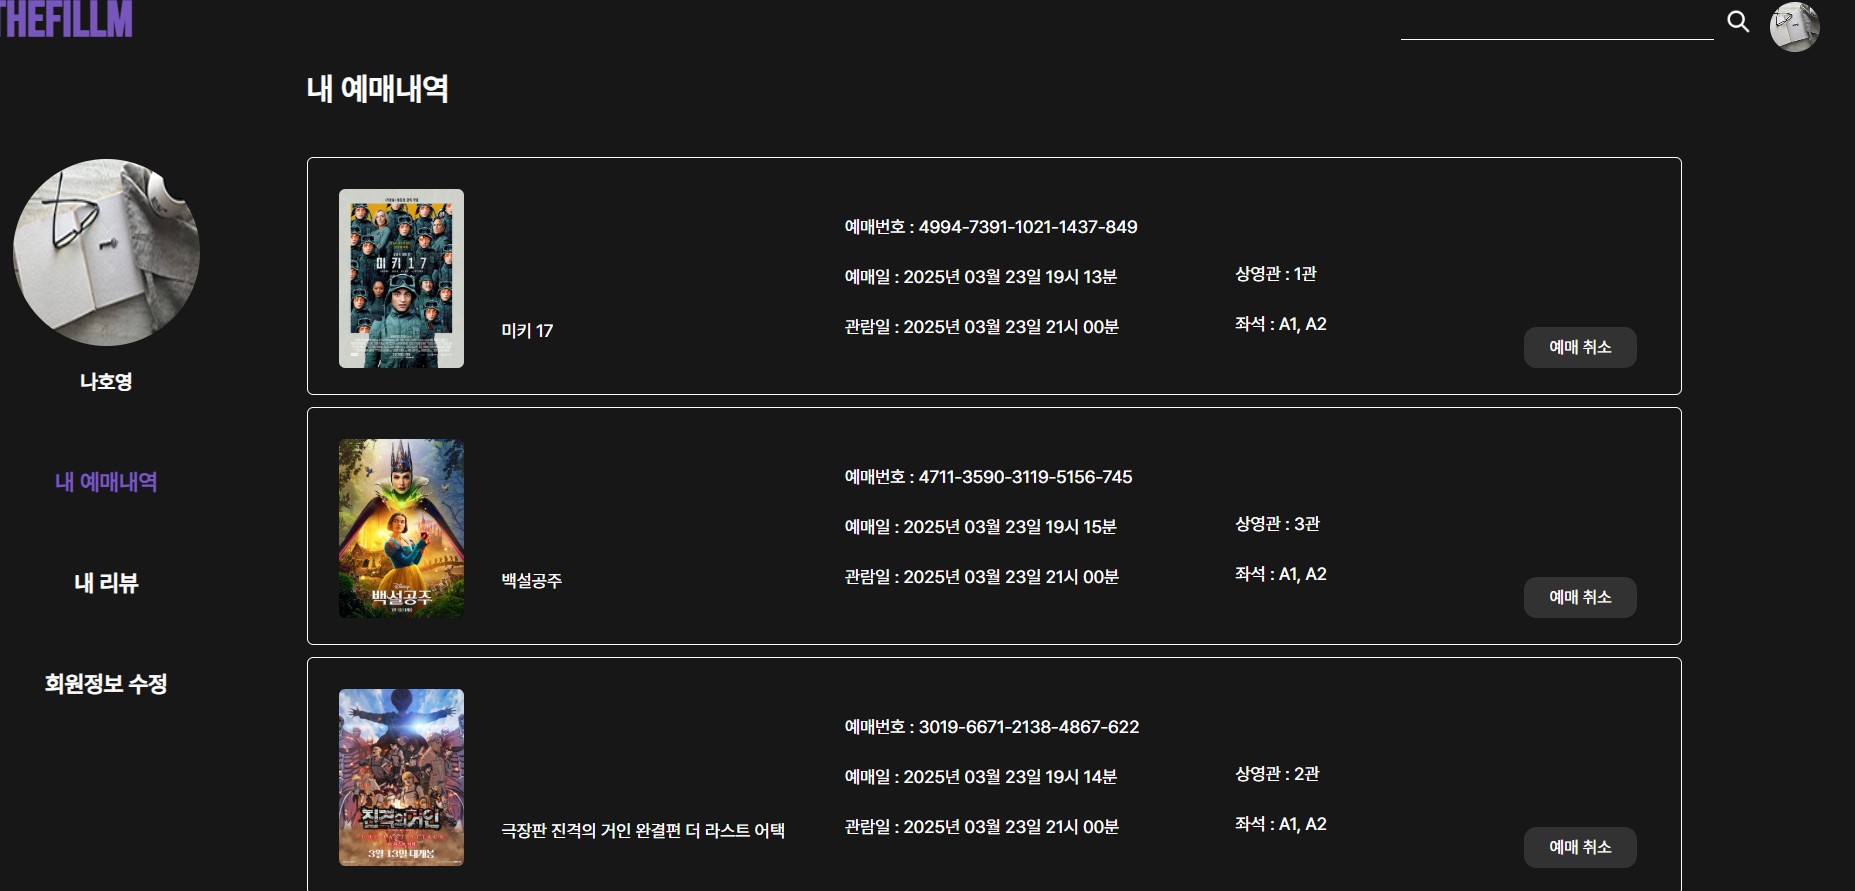 THEFILLM
내 예매내역
나호영
내 예매내역
내 리뷰
회원정보 수정
미키 17
미키 17
예매번호 : 4994-7391-1021-1437-849
예매일 : 2025년 03월 23일 19시 13분
관람일 : 2025년 03월 23일 21시 00분
상영관 : 1관
좌석 : A1, A2
예매 취소
Disney
백설공주
백설공주
예매번호 : 4711-3590-3119-5156-745
예매일 : 2025년 03월 23일 19시 15분
관람일 : 2025년 03월 23일 21시 00분
상영관 : 3관
좌석 : A1, A2
예매 취소
진격의 거인
3월 13일 대개봉
극장판 진격의 거인 완결편 더 라스트 어택
예매번호 : 3019-6671-2138-4867-622
예매일 : 2025년 03월 23일 19시 14분
관람일 : 2025년 03월 23일 21시 00분
상영관 : 2관
좌석 : A1, A2
예매 취소